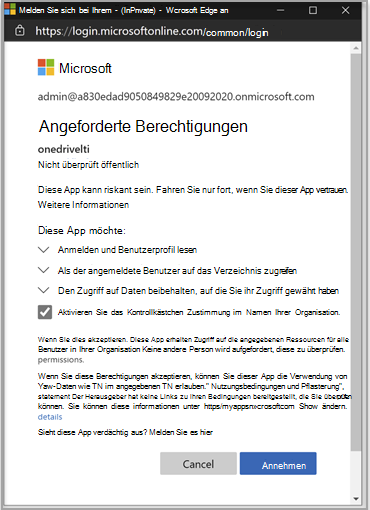 Melden Sie sich bei Ihrem - (InPrivate) - Wcrosoft Edge an
https://login.microsoftonline.com/common/login
Microsoft
admin@a830edad9050849829e20092020.onmicrosoft.com
Angeforderte Berechtigungen
onedrivelti
Nicht überprüft öffentlich
Diese App kann riskant sein. Fahren Sie nur fort, wenn Sie dieser App vertrauen.
Weitere Informationen
Diese App möchte:
Anmelden und Benutzerprofil lesen
Als der angemeldete Benutzer auf das Verzeichnis zugreifen
Den Zugriff auf Daten beibehalten, auf die Sie ihr Zugriff gewährt haben
Aktivieren Sie das Kontrollkästchen Zustimmung im Namen Ihrer Organisation.
Wenn Sie dies akzeptieren. Diese App erhalten Zugriff auf die angegebenen Ressourcen für alle
Benutzer in Ihrer Organisation Keine andere Person wird aufgefordert, diese zu überprüfen.
permissions.
Wenn Sie diese Berechtigungen akzeptieren, können Sie dieser App die Verwendung von
Yaw-Daten wie TN im angegebenen TN erlauben." Nutzungsbedingungen und Pflasterung",
statement Der Herausgeber hat keine Links zu Ihren Bedingungen bereitgestellt, die Sie
können. Sie können diese Informationen unter Show ändern.
details
Sieht diese App verdächtig aus? Melden Sie es hier
Cancel
Annehmen